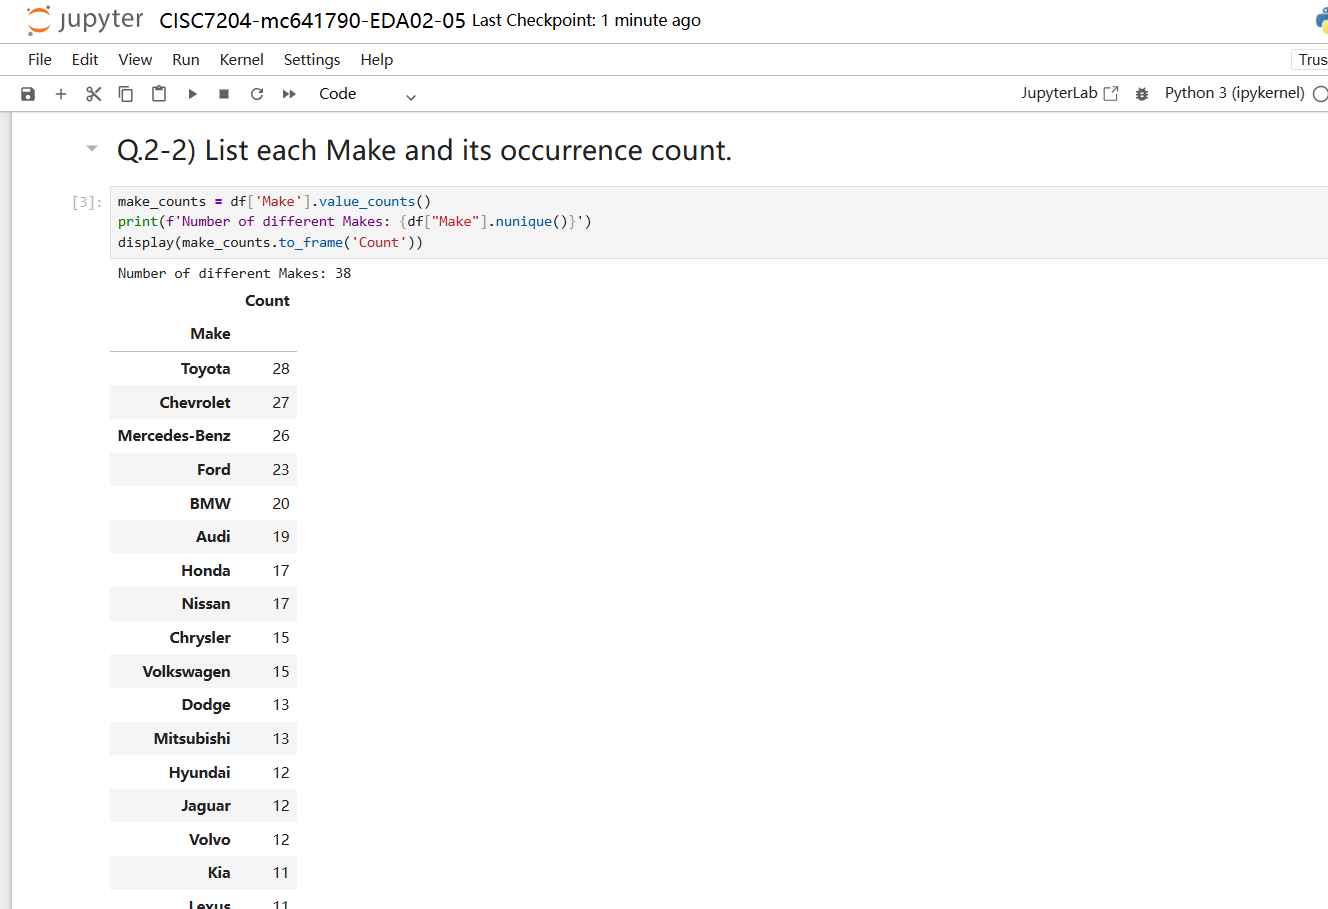 jupyter CISC7204-mc641790-EDA02-05 Last Checkpoint: 1 minute ago
File Edit View Run Kernel Settings Help Trus
Code JupyterLab Python 3 (ipykernel)
Q.2-2) List each Make and its occurrence count.
[3]: make_counts = df['Make'].value_counts()
print(f'Number of different Makes: {df["Make"].nunique()}')
display(make_counts.to_frame('Count'))
Number of different Makes: 38
Count
Make
Toyota 28
Chevrolet 27
Mercedes-Benz 26
Ford 23
BMW 20
Audi 19
Honda 17
Nissan 17
Chrysler 15
Volkswagen 15
Dodge 13
Mitsubishi 13
Hyundai 12
Jaguar 12
Volvo 12
Kia 11
Lexus 11